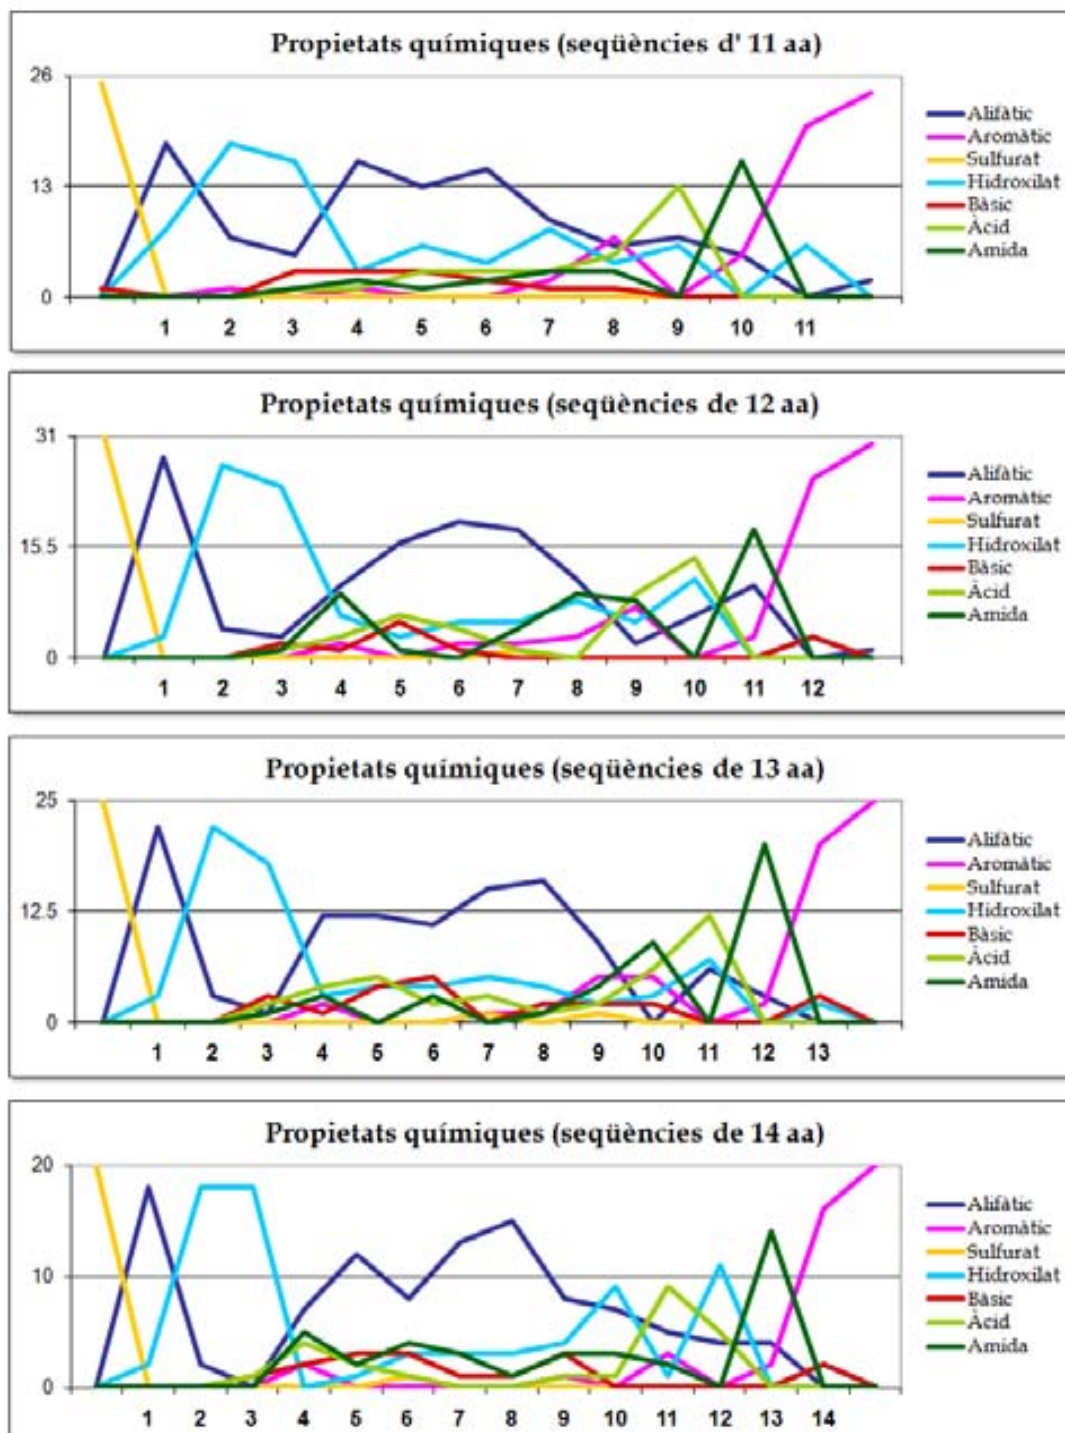 Propietats químiques (seqüències d' 11 aa)
26
13
0
1 2 3 4 5 6 7 8 9 10 11
Alifàtic
Aromàtic
Sulfurat
Hidroxilat
Bàsic
Àcid
Amida
Propietats químiques (seqüències de 12 aa)
31
15.5
0
1 2 3 4 5 6 7 8 9 10 11 12
Alifàtic
Aromàtic
Sulfurat
Hidroxilat
Bàsic
Àcid
Amida
Propietats químiques (seqüències de 13 aa)
25
12.5
0
1 2 3 4 5 6 7 8 9 10 11 12 13
Alifàtic
Aromàtic
Sulfurat
Hidroxilat
Bàsic
Àcid
Amida
Propietats químiques (seqüències de 14 aa)
20
10
0
1 2 3 4 5 6 7 8 9 10 11 12 13 14
Alifàtic
Aromàtic
Sulfurat
Hidroxilat
Bàsic
Àcid
Amida